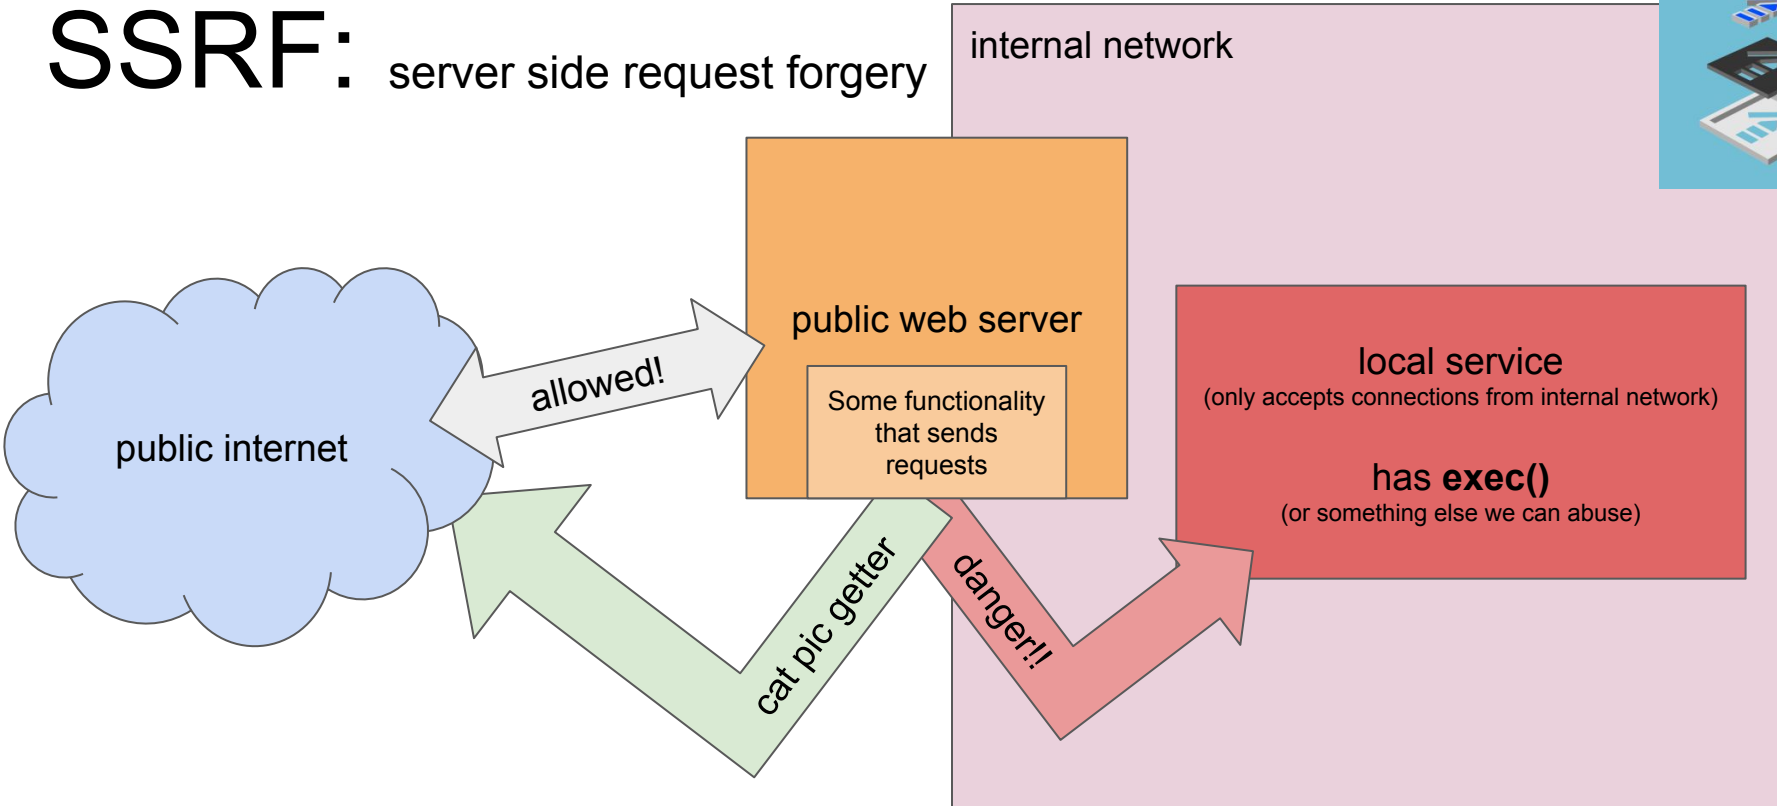 SSRF: server side request forgery
internal network
public web server
Some functionality
that sends
requests
allowed!
public internet
local service
(only accepts connections from internal network)
has exec()
(or something else we can abuse)
cat pic getter
danger!!